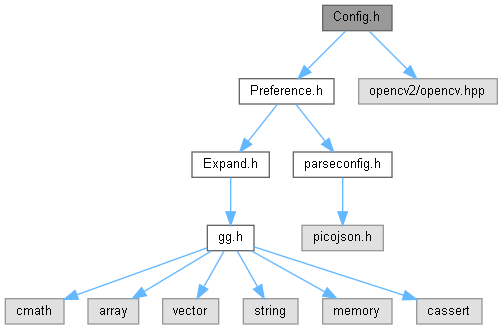 Config.h
Preference.h
opencv2/opencv.hpp
Expand.h
parseconfig.h
gg.h
picojson.h
cmath
array
vector
string
memory
cassert